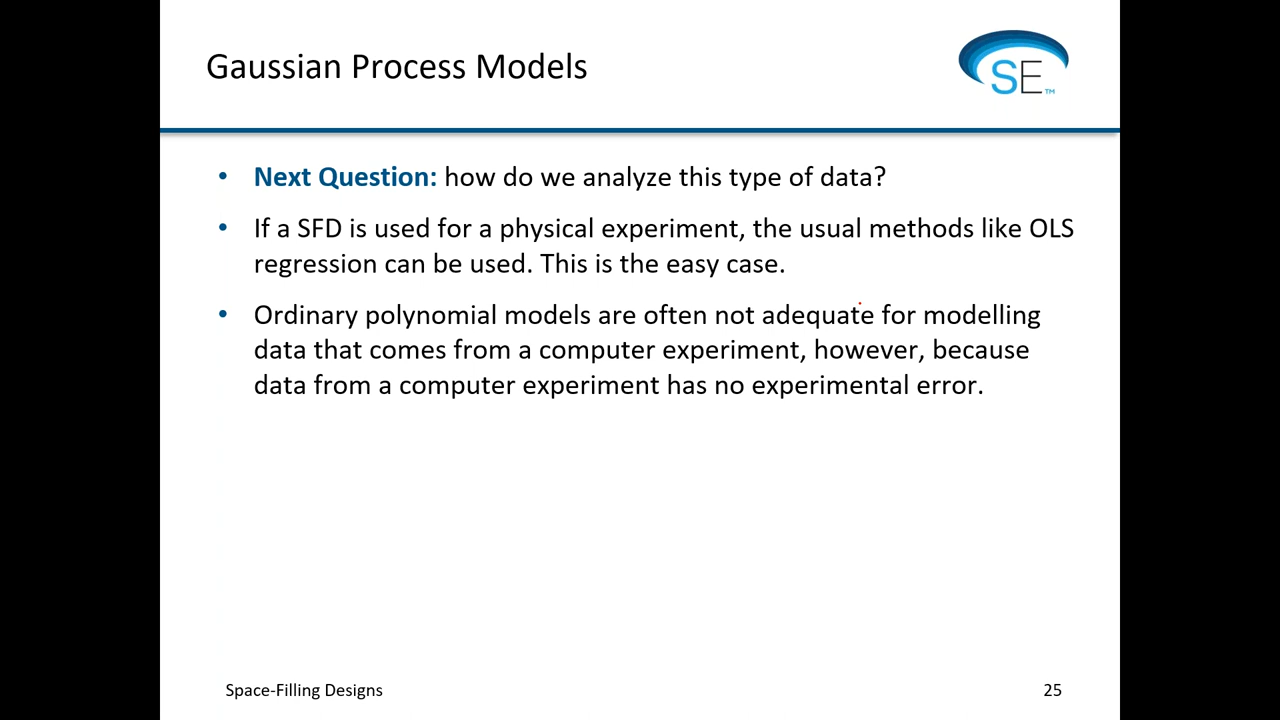 Gaussian Process Models
SE™
• Next Question: how do we analyze this type of data?
• If a SFD is used for a physical experiment, the usual methods like OLS
regression can be used. This is the easy case.
• Ordinary polynomial models are often not adequate for modelling
data that comes from a computer experiment, however, because
data from a computer experiment has no experimental error.
Space-Filling Designs
25